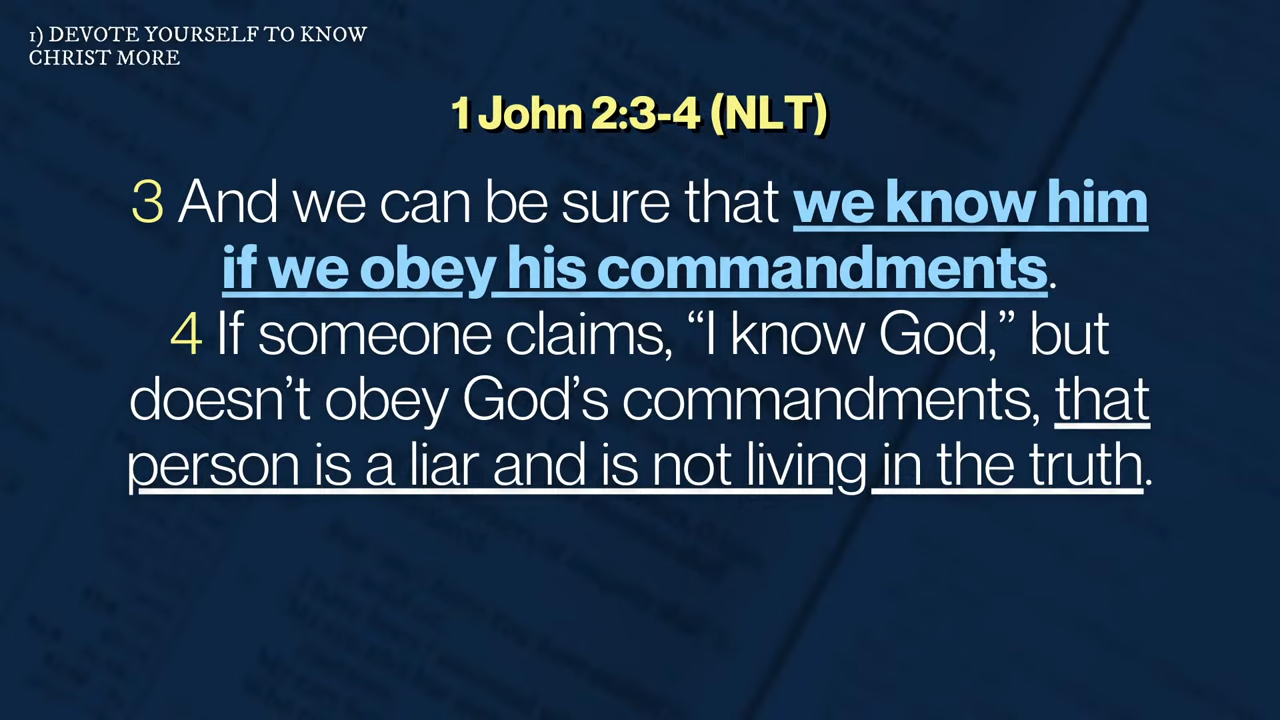 1) DEVOTE YOURSELF TO KNOW
CHRIST MORE
1 John 2:3-4 (NLT)
3 And we can be sure that we know him
if we obey his commandments.
4 If someone claims, “I know God,” but
doesn’t obey God’s commandments, that
person is a liar and is not living in the truth.